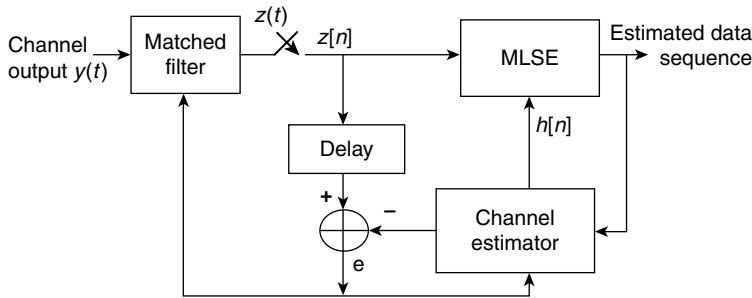 Channel
output y(t)
Matched
filter
z(t)
z[n]
MLSE
Estimated data
sequence
h[n]
Delay
+
–
Channel
estimator
e